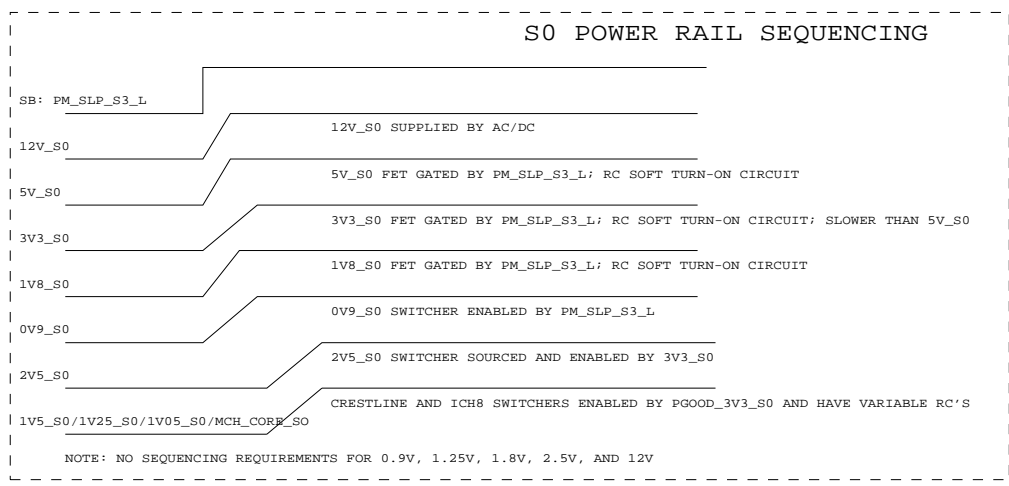 S0 POWER RAIL SEQUENCING
SB: PM_SLP_S3_L
12V_S0 SUPPLIED BY AC/DC
12V_S0
5V_S0 FET GATED BY PM_SLP_S3_L; RC SOFT TURN-ON CIRCUIT
5V_S0
3V3_S0 FET GATED BY PM_SLP_S3_L; RC SOFT TURN-ON CIRCUIT; SLOWER THAN 5V_S0
3V3_S0
1V8_S0 FET GATED BY PM_SLP_S3_L; RC SOFT TURN-ON CIRCUIT
1V8_S0
0V9_S0 SWITCHER ENABLED BY PM_SLP_S3_L
0V9_S0
2V5_S0 SWITCHER SOURCED AND ENABLED BY 3V3_S0
2V5_S0
CRESTLINE AND ICH8 SWITCHERS ENABLED BY PGOOD_3V3_S0 AND HAVE VARIABLE RC'S
1V5_S0/1V25_S0/1V05_S0/MCH_CORE_SO
NOTE: NO SEQUENCING REQUIREMENTS FOR 0.9V, 1.25V, 1.8V, 2.5V, AND 12V